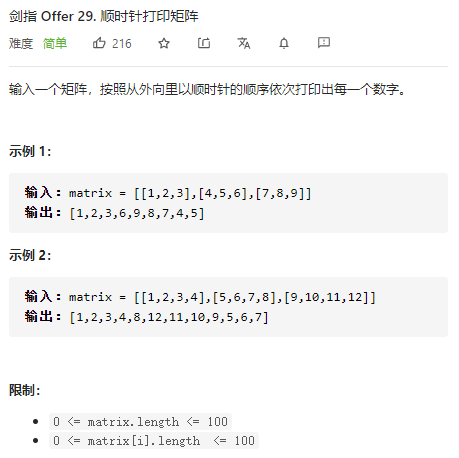 剑指 Offer 29. 顺时针打印矩阵
难度 简单 216
输入一个矩阵，按照从外向里以顺时针的顺序依次打印出每一个数字。
示例 1：
输入：matrix = [[1,2,3],[4,5,6],[7,8,9]]
输出：[1,2,3,6,9,8,7,4,5]
示例 2：
输入：matrix = [[1,2,3,4],[5,6,7,8],[9,10,11,12]]
输出：[1,2,3,4,8,12,11,10,9,5,6,7]
限制：
• 0 <= matrix.length <= 100
• 0 <= matrix[i].length <= 100